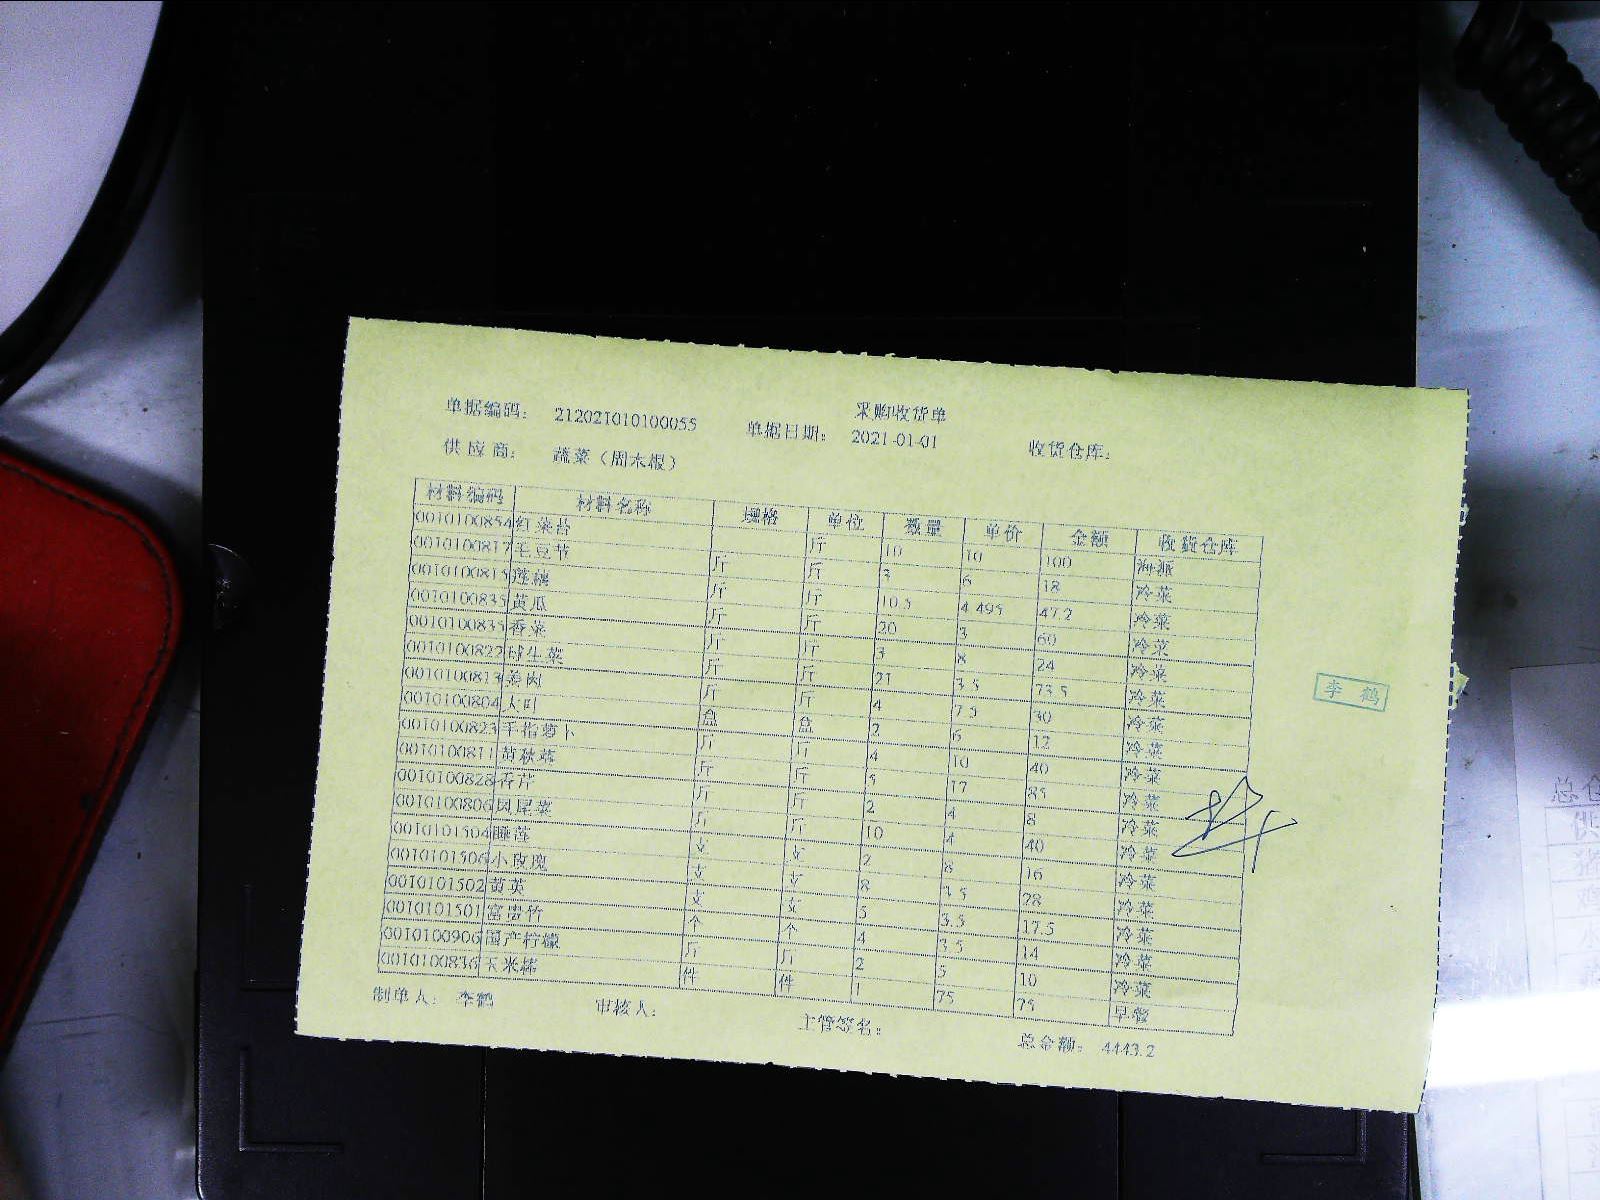 采购收货单
单据编码： 212021010100055 单据日期： 2021-01-01 收货仓库：
供应商： 蔬菜（周末根）
材料编码 材料名称 规格 单位 数量 单价 金额 收货仓库
0010100854 红菜苔 斤 10 10 100
0010100817 毛豆节 斤 斤 3 6 18 冷菜
0010100815 莲藕 斤 斤 10.5 4.495 47.2 冷菜
0010100835 黄瓜 斤 斤 20 3 60 冷菜
0010100835 香菜 斤 斤 3 8 24 冷菜
0010100822 球生菜 斤 斤 21 3.5 73.5 冷菜
0010100813 姜肉 斤 斤 4 7.5 30 冷菜
0010100804 大叶 盒 盒 2 6 12 冷菜
0010100823 手指萝卜 斤 斤 4 10 40 冷菜
0010100811 黄秋葵 斤 斤 5 17 85 冷菜
0010100828 香芹 斤 斤 2 4 8 冷菜
0010100806 凤尾菜 斤 斤 10 4 40 冷菜
0010101504 睡莲 支 支 2 8 16 冷菜
0010101506 小玫瑰 支 支 8 3.5 28 冷菜
0010101502 黄英 支 支 5 3.5 17.5 冷菜
0010101501 富贵竹 个 个 4 3.5 14 冷菜
0010100906 国产柠檬 斤 斤 2 5 10 冷菜
0010100836 玉米棒 件 件 1 75 75 早餐
制单人： 李鹤 审核人： 主管签名： 总金额： 4443.2
李鹤
总仓
供